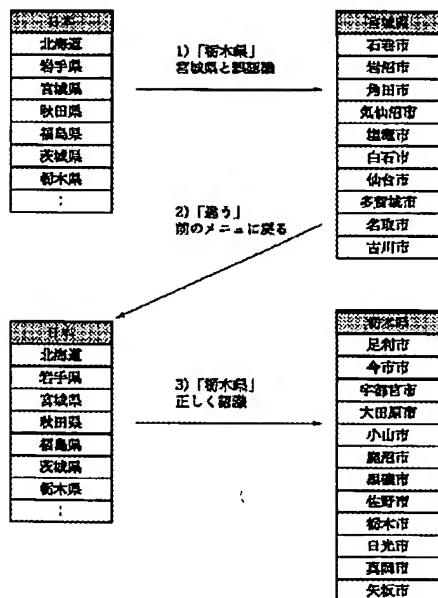 日本
北海道
岩手県
宮城県
秋田県
福島県
茨城県
栃木県
:
1)「栃木県」
宮城県と誤認識
宮城県
石巻市
岩沼市
角田市
気仙沼市
塩竈市
白石市
仙台市
多賀城市
名取市
古川市
2)「違う」
前のメニューに戻る
日本
北海道
岩手県
宮城県
秋田県
福島県
茨城県
栃木県
:
3)「栃木県」
正しく認識
栃木県
足利市
今市市
宇都宮市
大田原市
小山市
鹿沼市
黒磯市
佐野市
栃木市
日光市
真岡市
矢板市